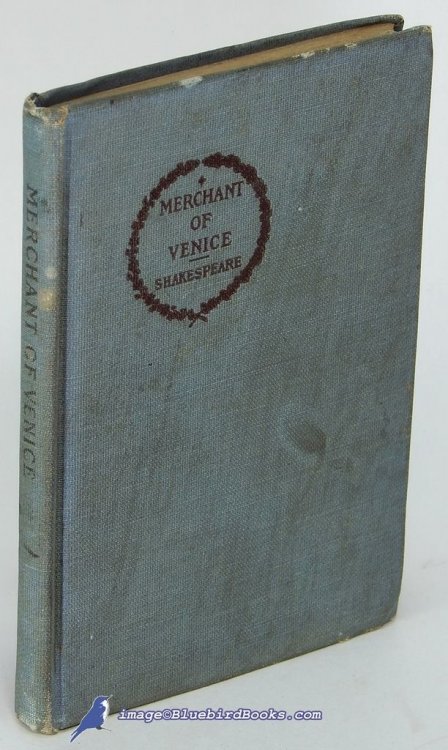 MERCHANT
OF
VENICE
SHAKESPEARE
MERCHANT OF VENICE
image©BluebirdBooks.com